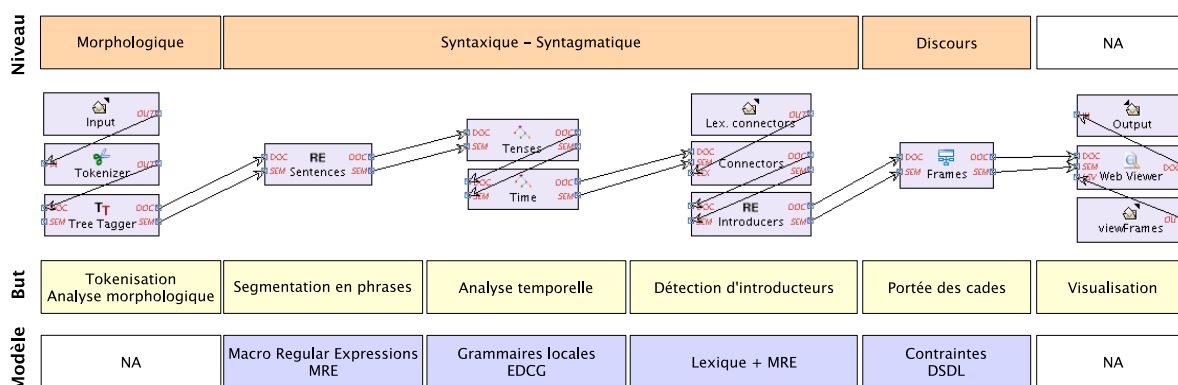 Niveau
Morphologique
Syntaxique – Syntagmatique
Discours
NA
Input
OUT
IN
Tokenizer
OUT
DOC
DOC
SEM
Tree Tagger
SEM
DOC
RE
DOC
SEM
Sentences
SEM
DOC
DOC
SEM
Tenses
SEM
DOC
DOC
SEM
Time
SEM
Lex. connectors
OUT
DOC
DOC
SEM
Connectors
SEM
LEX
DOC
RE
DOC
SEM
Introducers
SEM
DOC
DOC
SEM
Frames
SEM
IN
Output
DOC
SEM
Web Viewer
DOC
viewFrames
OUT
But
Tokenisation
Analyse morphologique
Segmentation en phrases
Analyse temporelle
Détection d'introducteurs
Portée des cades
Visualisation
Modèle
NA
Macro Regular Expressions
MRE
Grammaires locales
EDCG
Lexique + MRE
Contraintes
DSDL
NA